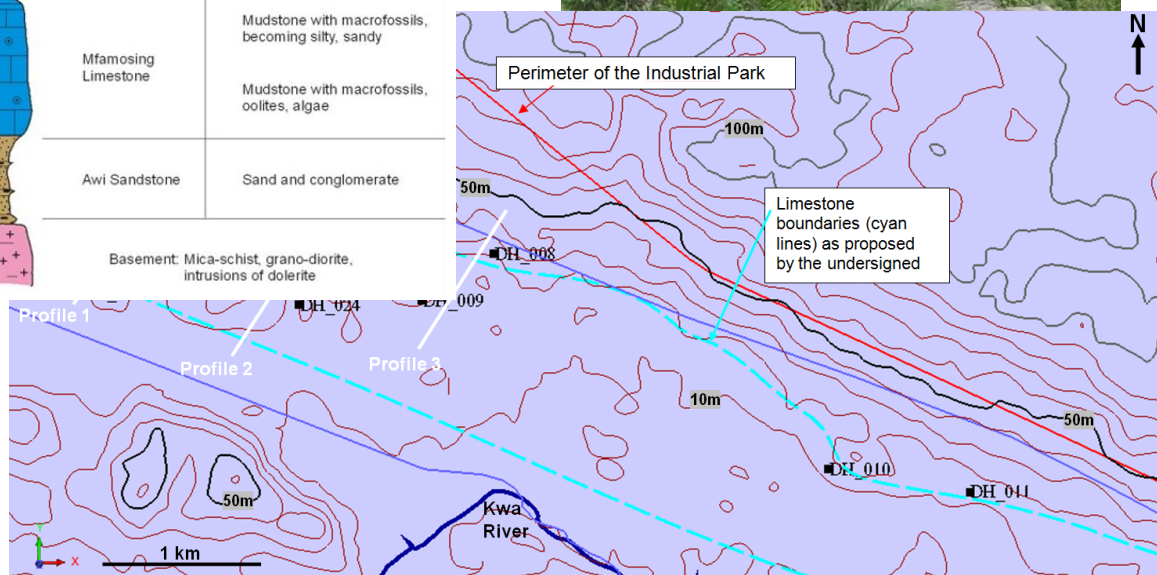 Mfamosing
Limestone
Mudstone with macrofossils,
becoming silty, sandy
Mudstone with macrofossils,
oolites, algae
Awi Sandstone
Sand and conglomerate
Basement: Mica-schist, grano-diorite,
intrusions of dolerite
N
Perimeter of the Industrial Park
100m
50m
Limestone
boundaries (cyan
lines) as proposed
by the undersigned
DH_008
DH_024
DH_009
Profile 1
Profile 2
Profile 3
10m
50m
DH_010
DH_011
50m
Kwa
River
Y
X
1 km